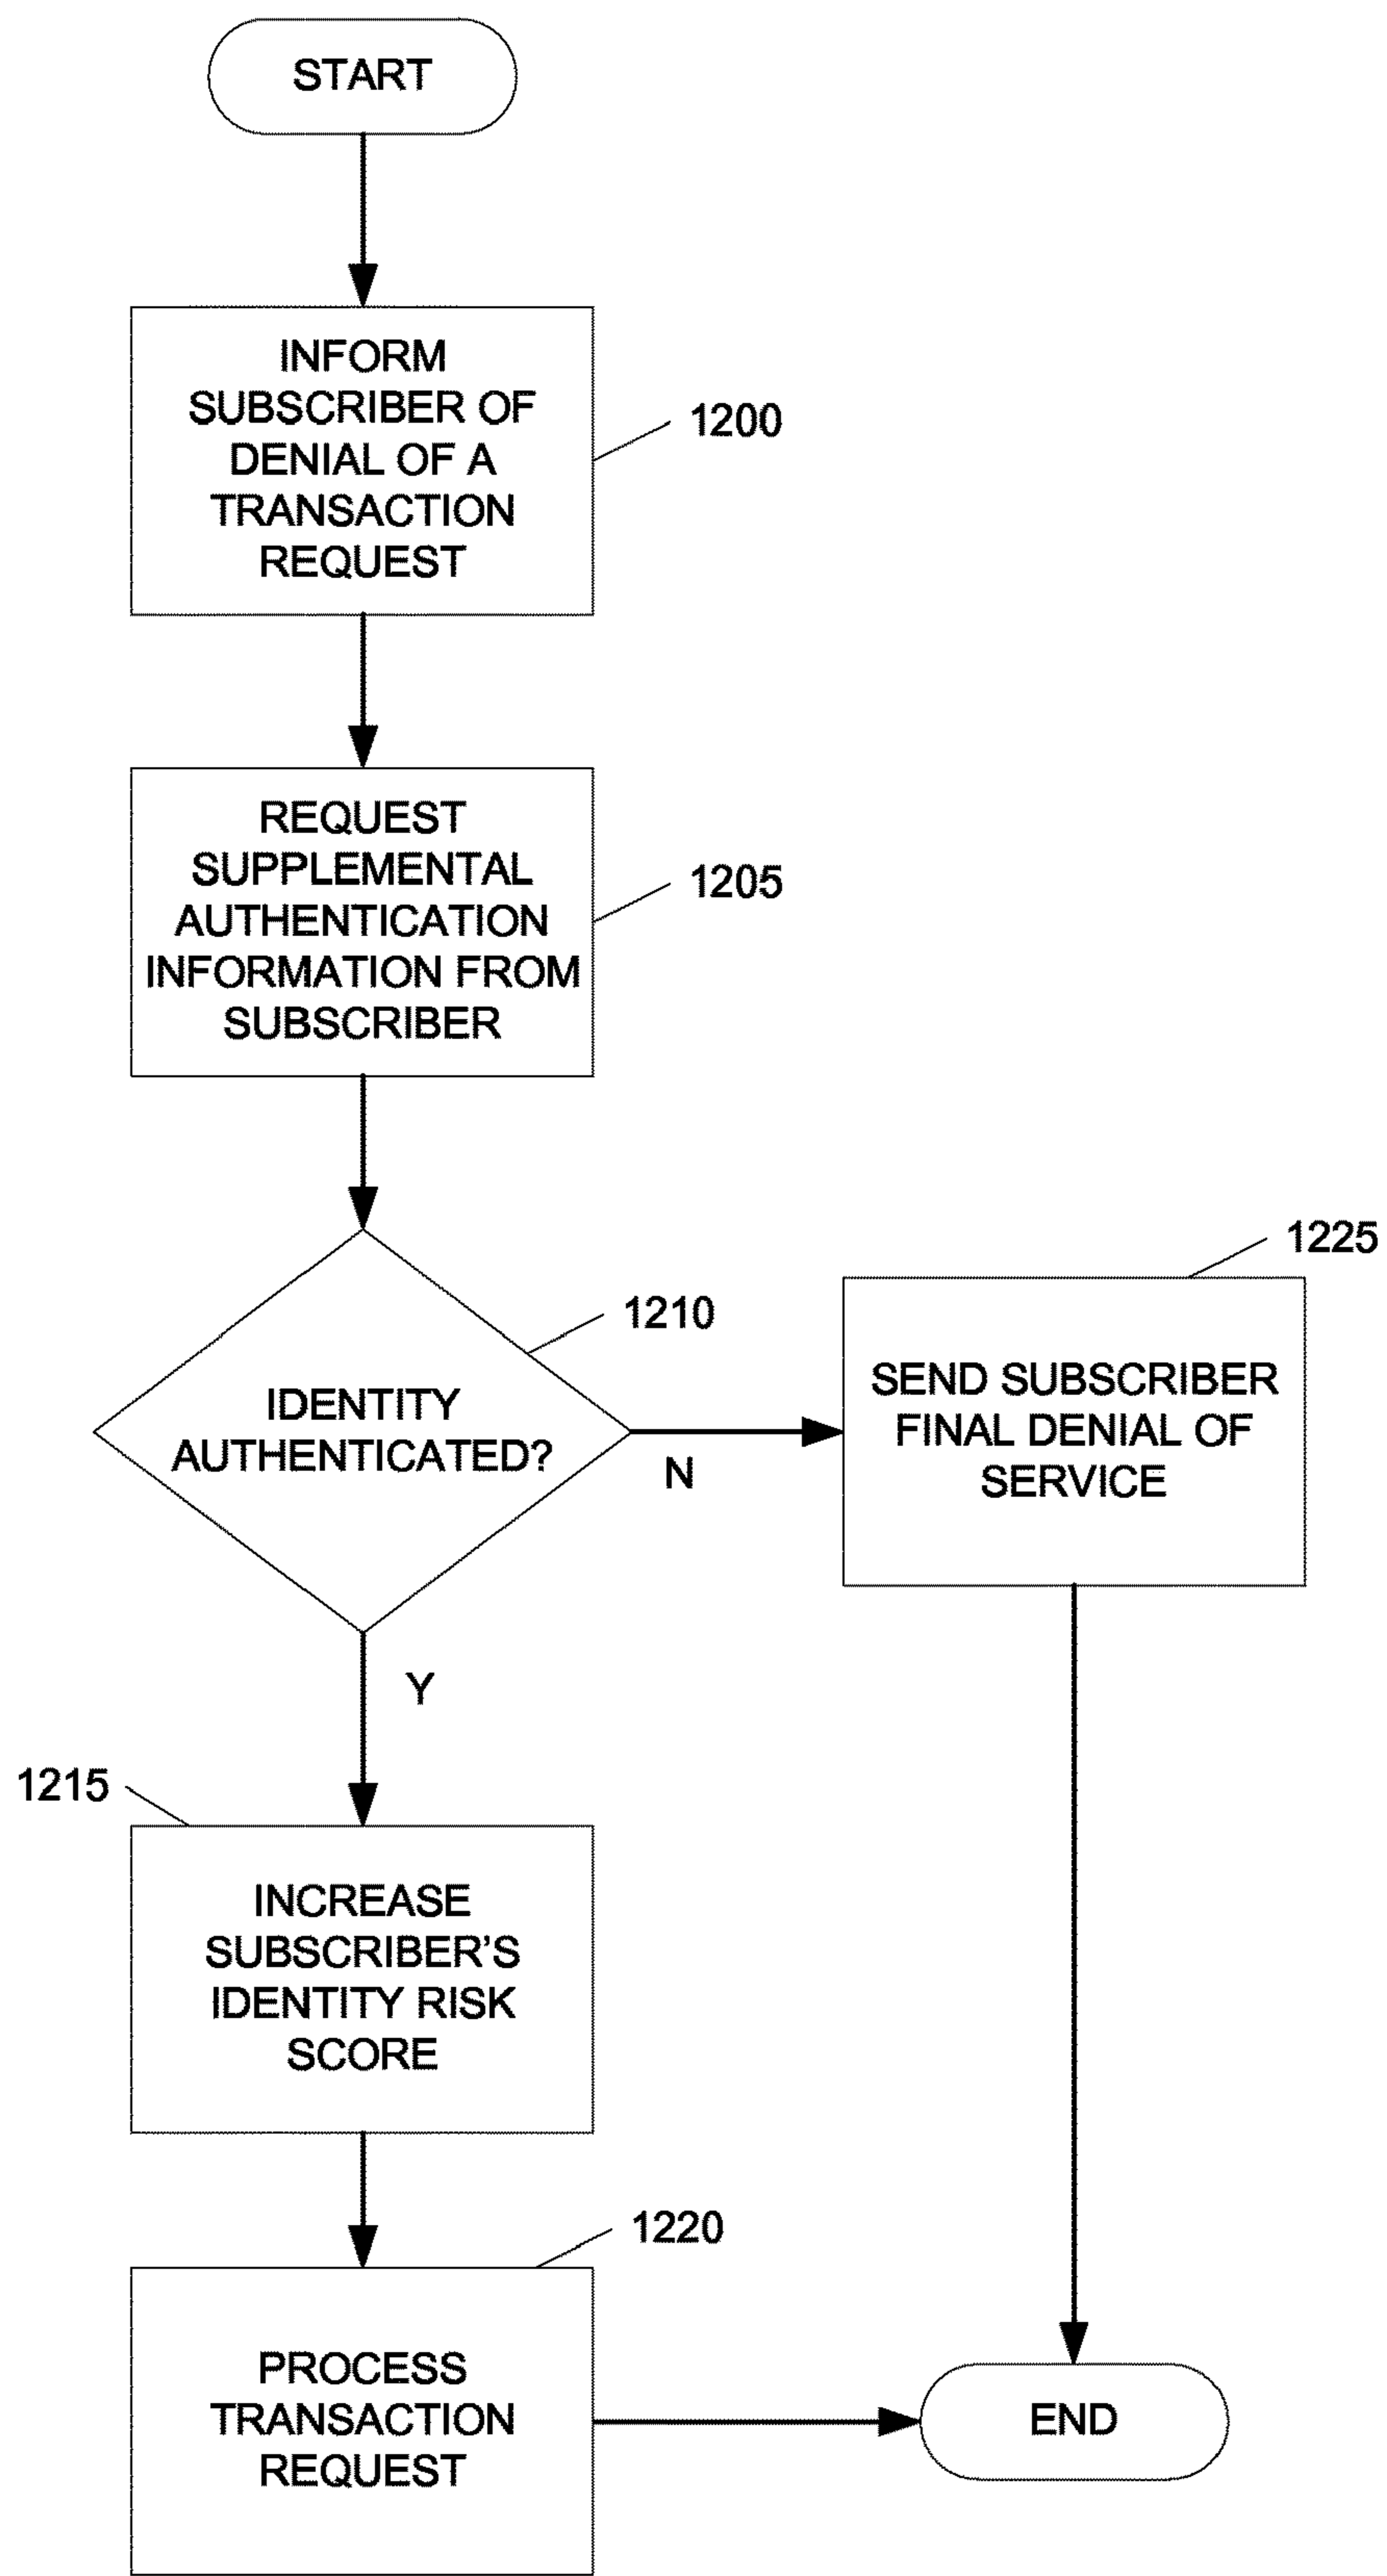 START
INFORM
SUBSCRIBER OF
DENIAL OF A
TRANSACTION
REQUEST
1200
REQUEST
SUPPLEMENTAL
AUTHENTICATION
INFORMATION FROM
SUBSCRIBER
1205
IDENTITY
AUTHENTICATED?
1210
N
1225
SEND SUBSCRIBER
FINAL DENIAL OF
SERVICE
Y
1215
INCREASE
SUBSCRIBER'S
IDENTITY RISK
SCORE
1220
PROCESS
TRANSACTION
REQUEST
END